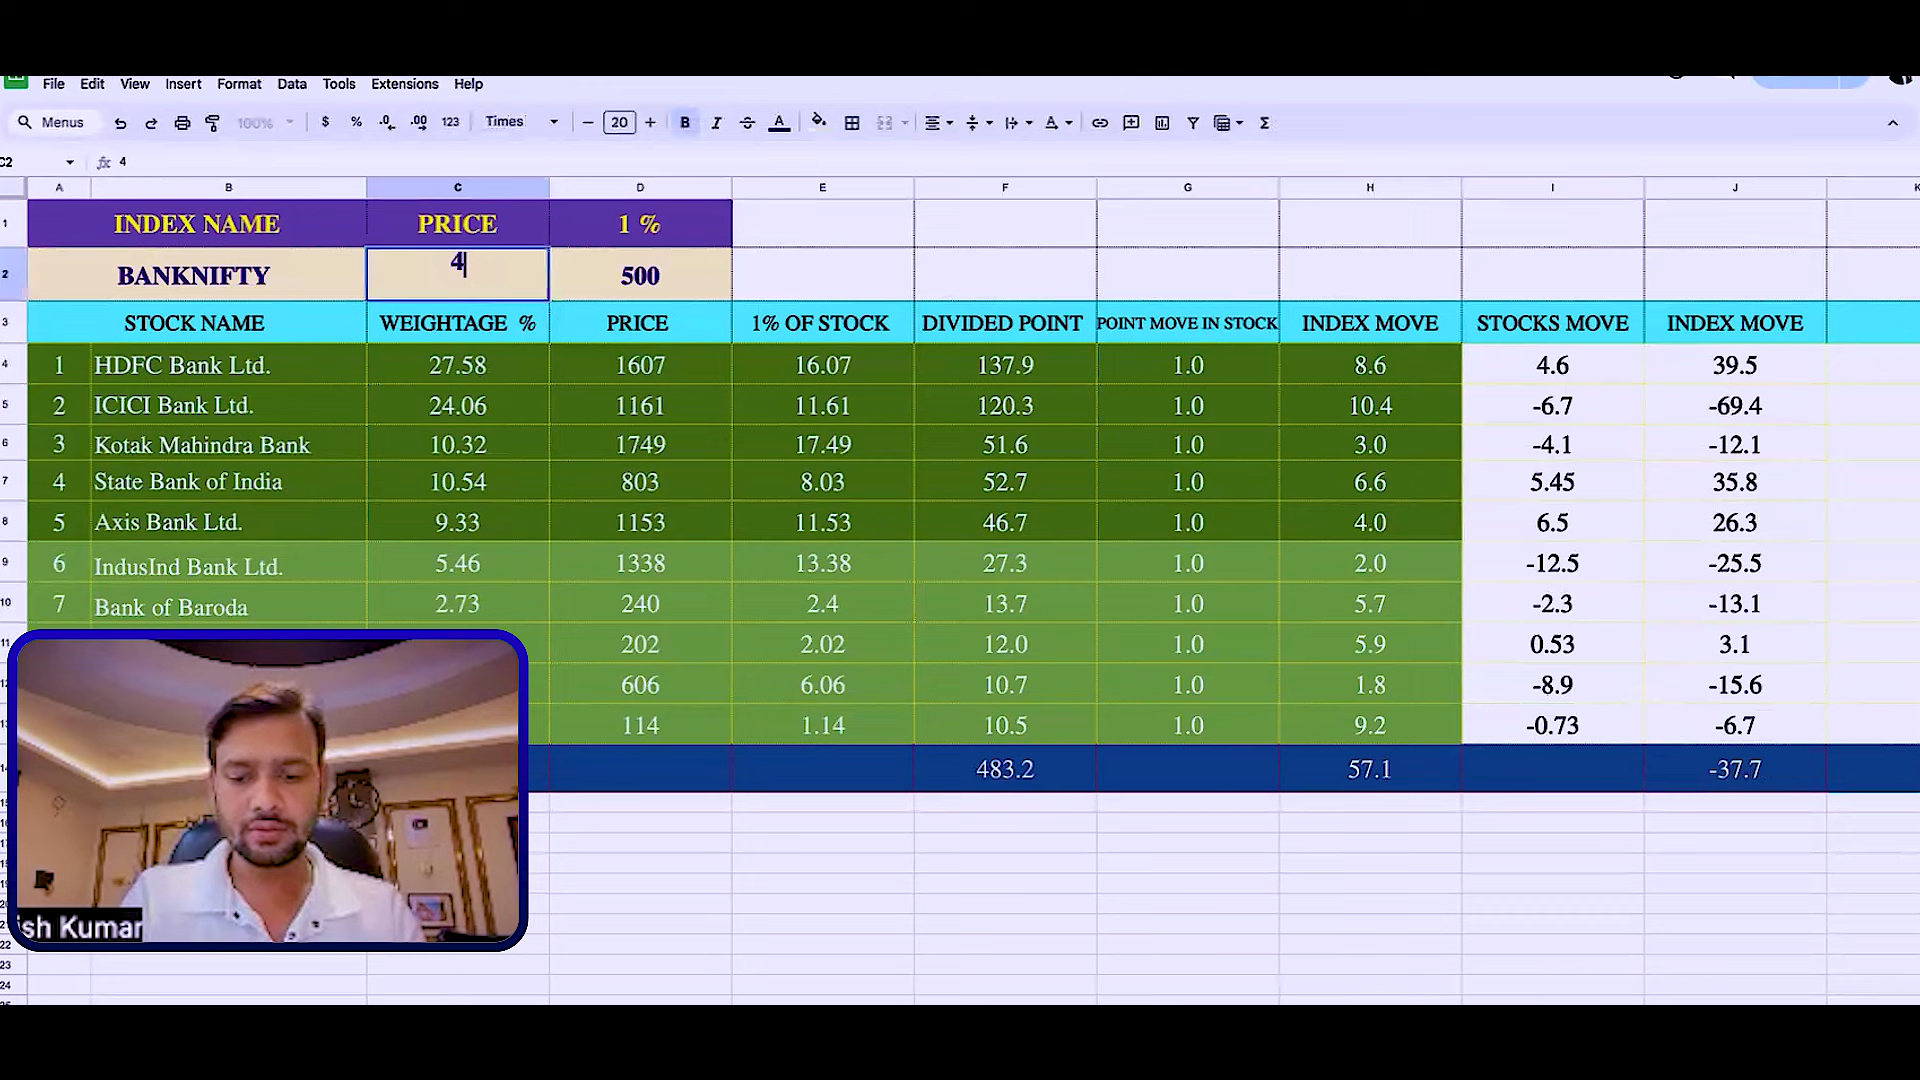 File Edit View Insert Format Data Tools Extensions Help
Menus 100% $ % .0 .00 123 Times 20 B I A A Σ
C2 fx 4
A B C D E F G H I J K
1 INDEX NAME PRICE 1 %
2 BANKNIFTY 4 500
3 STOCK NAME WEIGHTAGE % PRICE 1% OF STOCK DIVIDED POINT POINT MOVE IN STOCK INDEX MOVE STOCKS MOVE INDEX MOVE
4 1 HDFC Bank Ltd. 27.58 1607 16.07 137.9 1.0 8.6 4.6 39.5
5 2 ICICI Bank Ltd. 24.06 1161 11.61 120.3 1.0 10.4 -6.7 -69.4
6 3 Kotak Mahindra Bank 10.32 1749 17.49 51.6 1.0 3.0 -4.1 -12.1
7 4 State Bank of India 10.54 803 8.03 52.7 1.0 6.6 5.45 35.8
8 5 Axis Bank Ltd. 9.33 1153 11.53 46.7 1.0 4.0 6.5 26.3
9 6 IndusInd Bank Ltd. 5.46 1338 13.38 27.3 1.0 2.0 -12.5 -25.5
10 7 Bank of Baroda 2.73 240 2.4 13.7 1.0 5.7 -2.3 -13.1
11 202 2.02 12.0 1.0 5.9 0.53 3.1
606 6.06 10.7 1.0 1.8 -8.9 -15.6
114 1.14 10.5 1.0 9.2 -0.73 -6.7
483.2 57.1 -37.7
ish Kumar
22
23
24